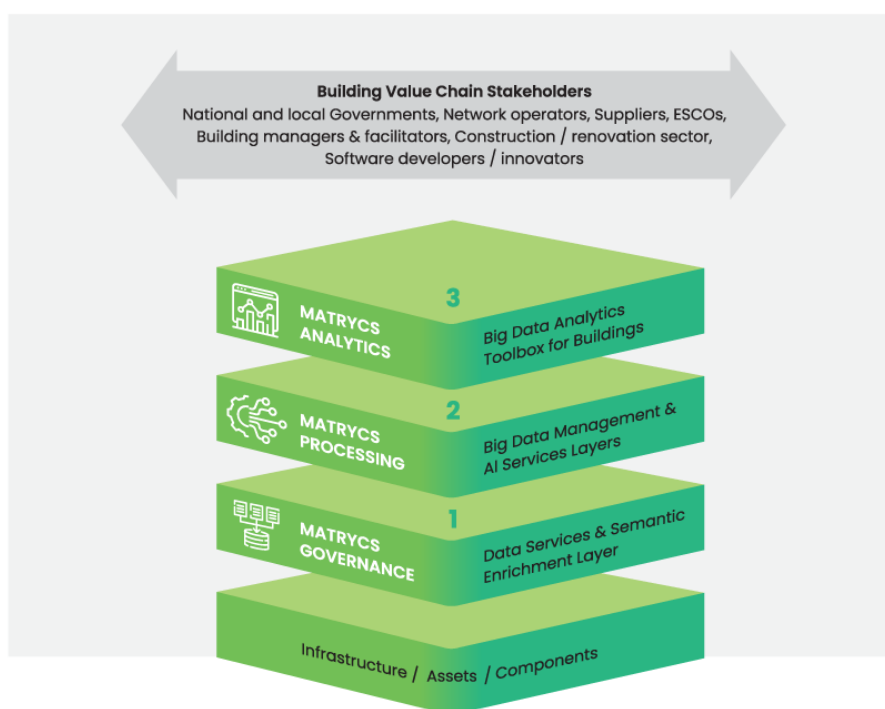 Building Value Chain Stakeholders
National and local Governments, Network operators, Suppliers, ESCOs,
Building managers & facilitators, Construction / renovation sector,
Software developers / innovators
3
MATRYCS
ANALYTICS
Big Data Analytics
Toolbox for Buildings
2
MATRYCS
PROCESSING
Big Data Management &
AI Services Layers
1
MATRYCS
GOVERNANCE
Data Services & Semantic
Enrichment Layer
Infrastructure / Assets / Components